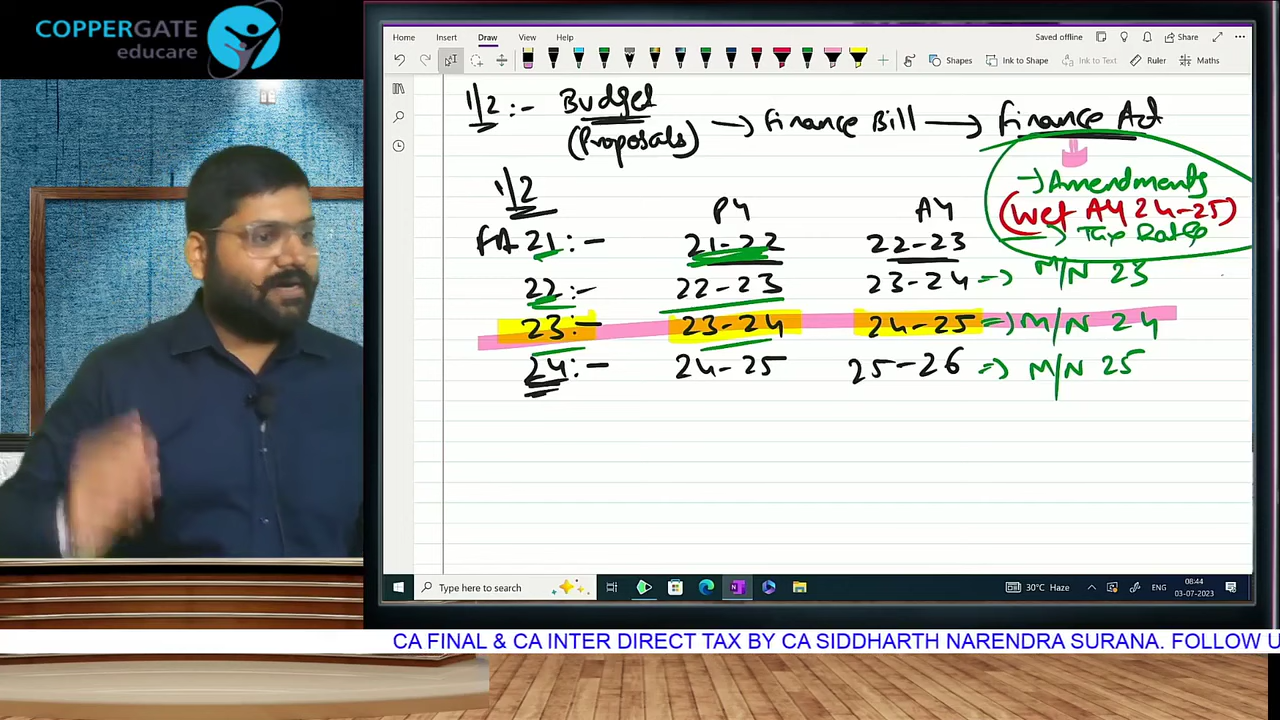 COPPERGATE
educare
Home Insert Draw View Help
Saved offline
Share
Shapes
Ink to Shape
Ink to Text
Ruler
Maths
1/2 :- Budget → Finance Bill → Finance Act
(Proposals)
→ Amendments
(wef AY 24-25)
→ Tax Rates
1/2
PY AY
FA 21 :- 21-22 22-23
22 :- 22-23 23-24 => M/N 23
23 :- 23-24 24-25 => M/N 24
24 :- 24-25 25-26 => M/N 25
Type here to search
30°C Haze
ENG
08:44
03-07-2023
CA FINAL & CA INTER DIRECT TAX BY CA SIDDHARTH NARENDRA SURANA. FOLLOW U